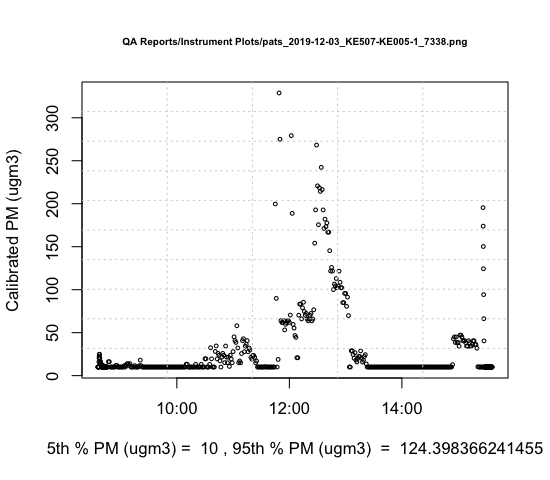 QA Reports/Instrument Plots/pats_2019-12-03_KE507-KE005-1_7338.png
Calibrated PM (ugm3)
300
250
200
150
100
50
0
10:00 12:00 14:00
5th % PM (ugm3) = 10 , 95th % PM (ugm3) = 124.398366241455